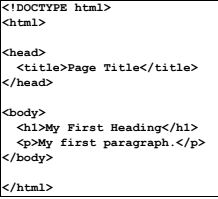 <!DOCTYPE html>
<html>

<head>
  <title>Page Title</title>
</head>

<body>
  <h1>My First Heading</h1>
  <p>My first paragraph.</p>
</body>

</html>